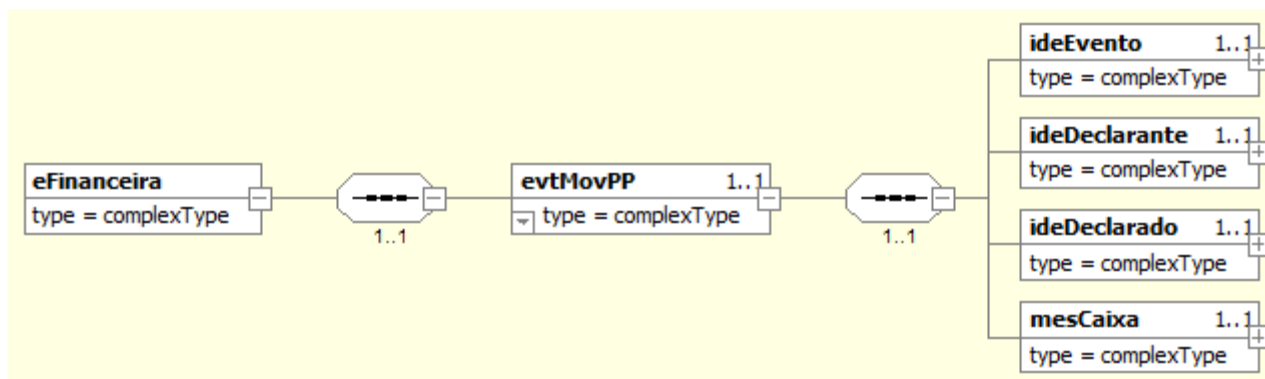 eFinanceira
type = complexType
1..1
evtMovPP 1..1
type = complexType
1..1
ideEvento 1..1
type = complexType
ideDeclarante 1..1
type = complexType
ideDeclarado 1..1
type = complexType
mesCaixa 1..1
type = complexType